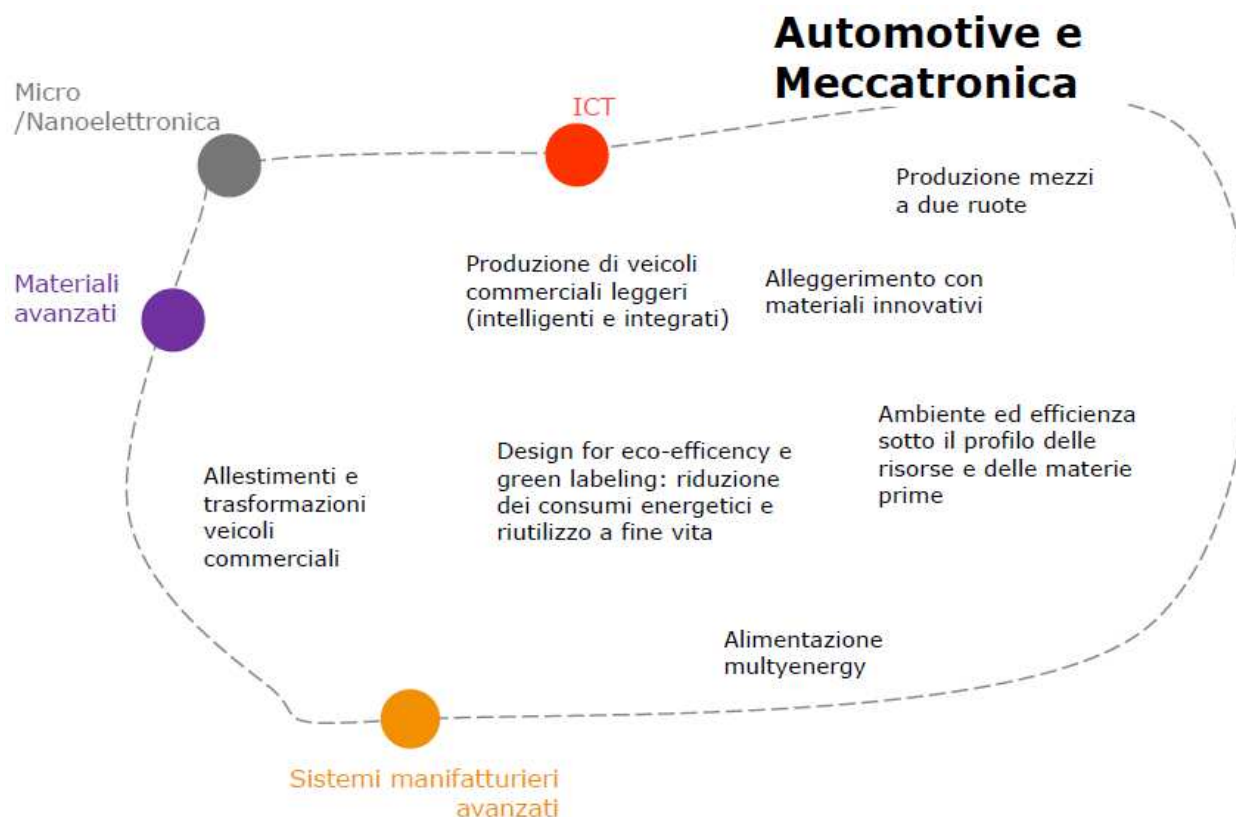 Automotive e
Meccatronica
Micro
/Nanoelettronica
ICT
Produzione mezzi
a due ruote
Materiali
avanzati
Produzione di veicoli
commerciali leggeri
(intelligenti e integrati)
Alleggerimento con
materiali innovativi
Allestimenti e
trasformazioni
veicoli
commerciali
Design for eco-efficency e
green labeling: riduzione
dei consumi energetici e
riutilizzo a fine vita
Ambiente ed efficienza
sotto il profilo delle
risorse e delle materie
prime
Alimentazione
multyenergy
Sistemi manifatturieri
avanzati